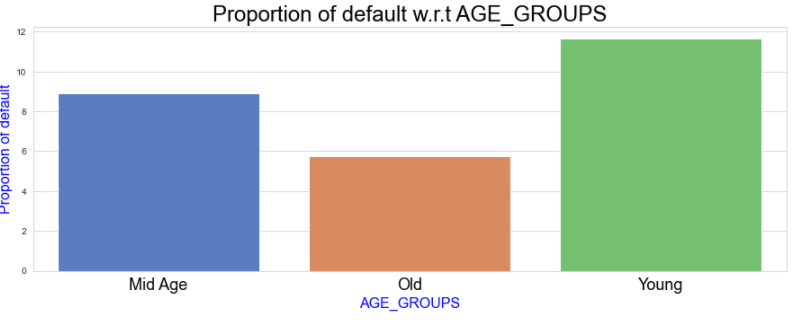 Proportion of default w.r.t AGE_GROUPS
Proportion of default
12
10
8
6
4
2
0
Mid Age Old Young
AGE_GROUPS